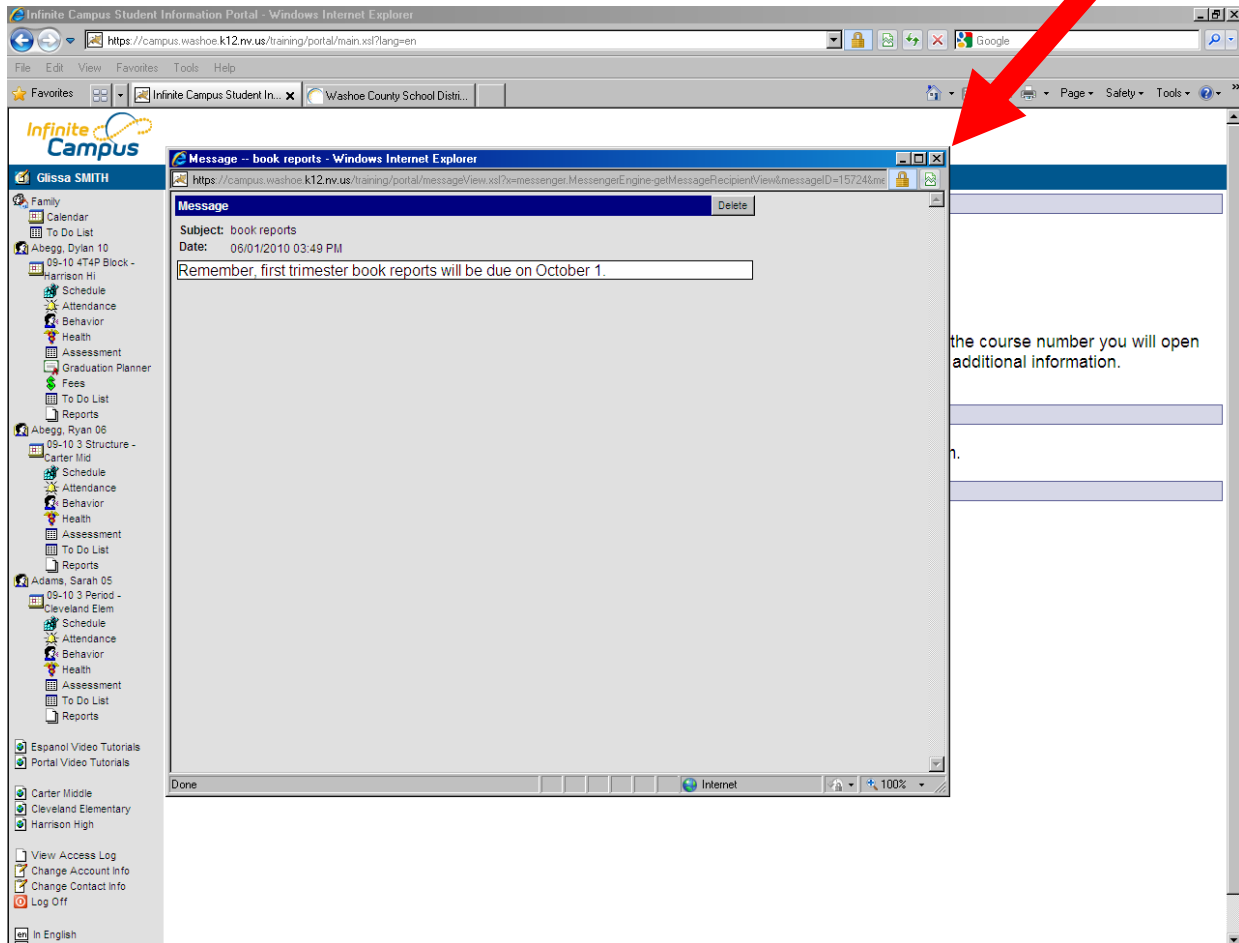 Infinite Campus Student Information Portal - Windows Internet Explorer
https://campus.washoe.k12.nv.us/training/portal/main.xsl?lang=en
Google
File Edit View Favorites Tools Help
Favorites
Infinite Campus Student In...
Washoe County School Distri...
Page
Safety
Tools
Infinite
Campus
Glissa SMITH
Family
Calendar
To Do List
Abegg, Dylan 10
09-10 4T4P Block -
Harrison Hi
Schedule
Attendance
Behavior
Health
Assessment
Graduation Planner
Fees
To Do List
Reports
Abegg, Ryan 06
09-10 3 Structure -
Carter Mid
Schedule
Attendance
Behavior
Health
Assessment
To Do List
Reports
Adams, Sarah 05
09-10 3 Period -
Cleveland Elem
Schedule
Attendance
Behavior
Health
Assessment
To Do List
Reports
Espanol Video Tutorials
Portal Video Tutorials
Carter Middle
Cleveland Elementary
Harrison High
View Access Log
Change Account Info
Change Contact Info
Log Off
en In English
Message -- book reports - Windows Internet Explorer
https://campus.washoe.k12.nv.us/training/portal/messageView.xsl?x=messenger.MessengerEngine-getMessageRecipientView&messageID=15724&me
Message
Delete
Subject: book reports
Date: 06/01/2010 03:49 PM
Remember, first trimester book reports will be due on October 1.
Done
Internet
100%
the course number you will open
additional information.